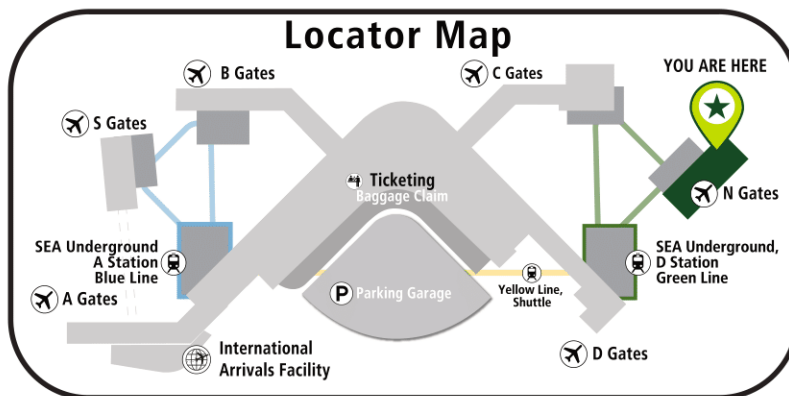 Locator Map
B Gates
C Gates
YOU ARE HERE
S Gates
Ticketing
Baggage Claim
N Gates
SEA Underground
A Station
Blue Line
SEA Underground,
D Station
Green Line
Yellow Line,
Shuttle
P Parking Garage
A Gates
International
Arrivals Facility
D Gates